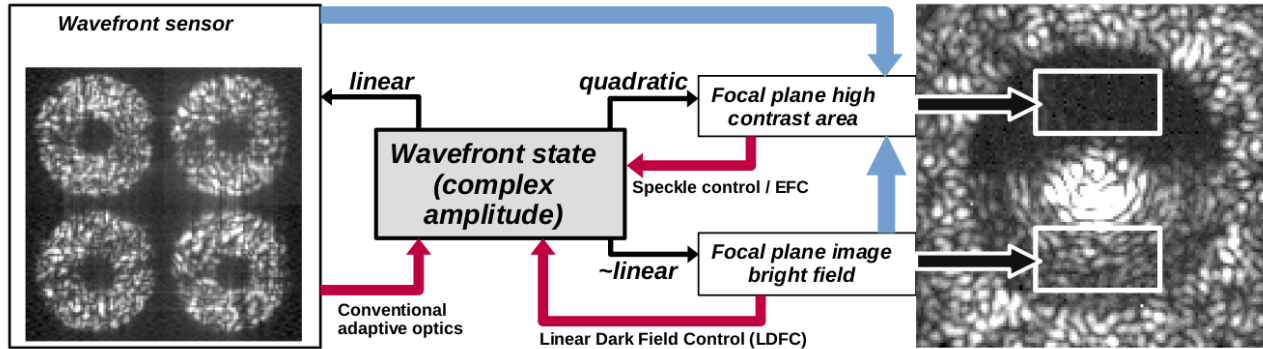 Wavefront sensor
linear
quadratic
Focal plane high
contrast area
Wavefront state
(complex
amplitude)
Speckle control / EFC
~linear
Focal plane image
bright field
Conventional
adaptive optics
Linear Dark Field Control (LDFC)